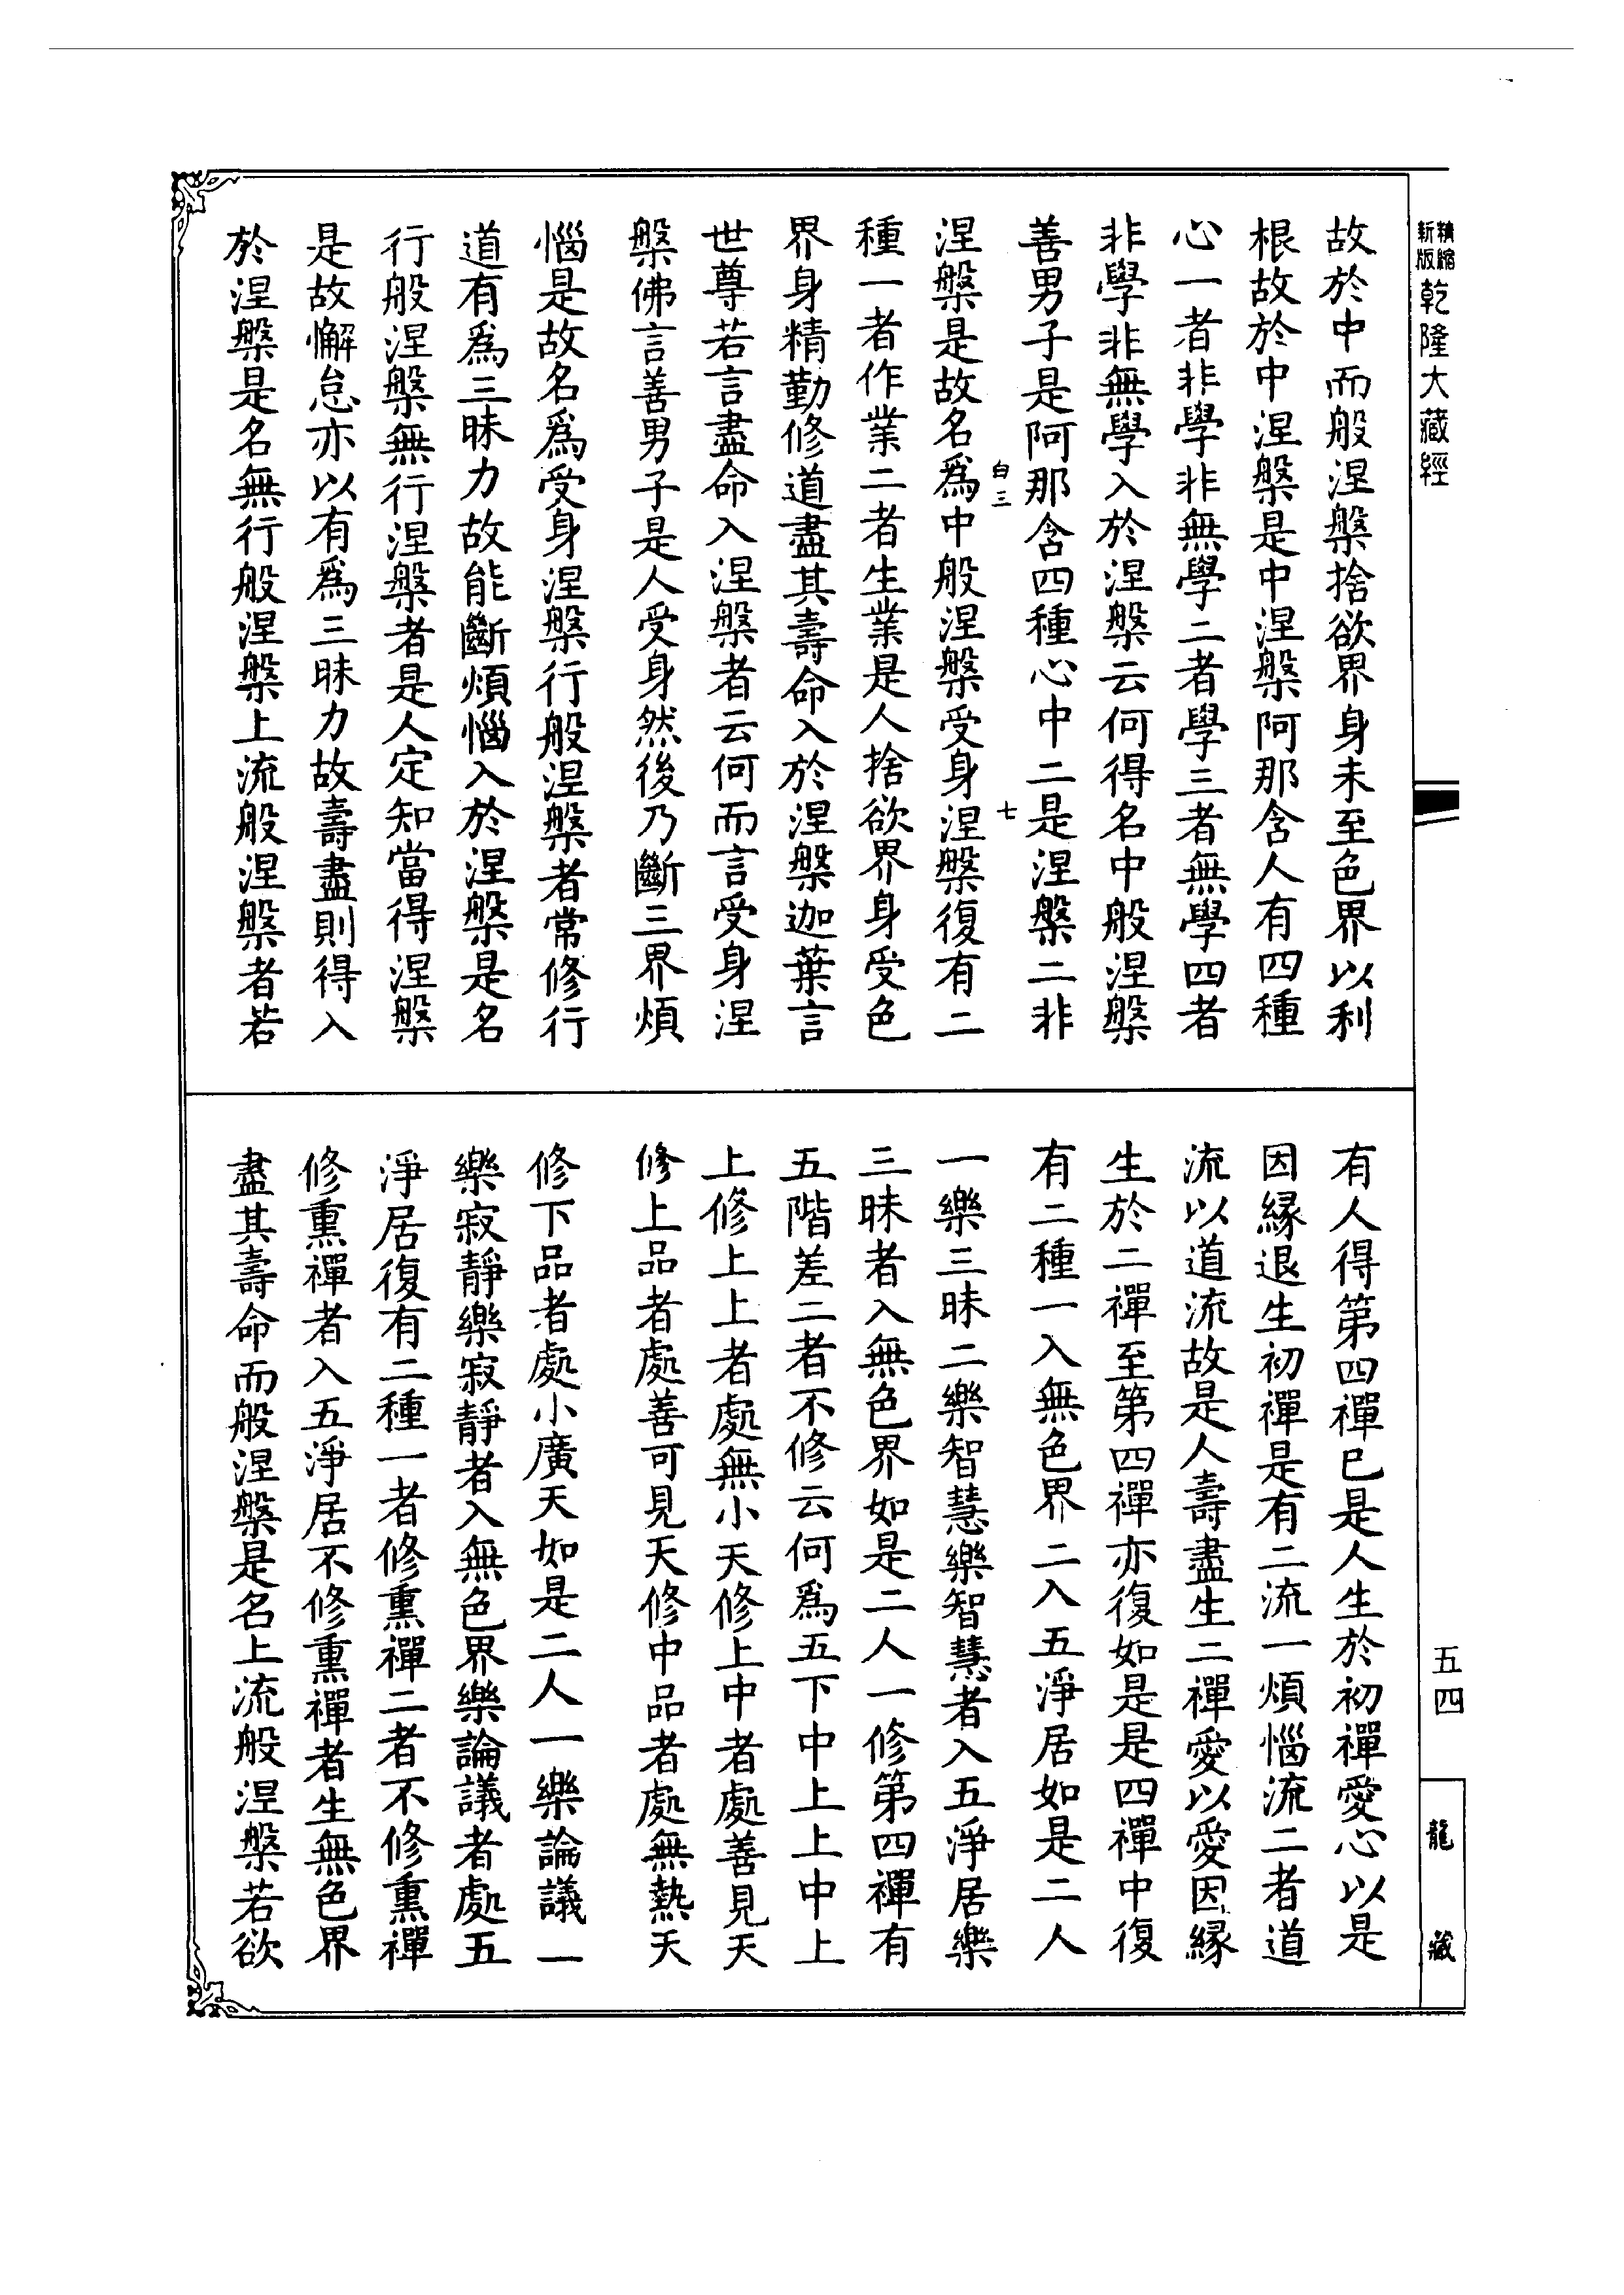 精縮新版乾隆大藏經
故於中而般涅槃捨欲界身未至色界以利
根故於中涅槃是中涅槃阿那含人有四種
心一者非學非無學二者學三者無學四者
非學非無學入於涅槃云何得名中般涅槃
善男子是阿那含四種心中二是涅槃二非
白三 七
涅槃是故名爲中般涅槃受身涅槃復有二
種一者作業二者生業是人捨欲界身受色
界身精勤修道盡其壽命入於涅槃迦葉言
世尊若言盡命入涅槃者云何而言受身涅
槃佛言善男子是人受身然後乃斷三界煩
惱是故名爲受身涅槃行般涅槃者常修行
道有爲三昧力故能斷煩惱入於涅槃是名
行般涅槃無行涅槃者是人定知當得涅槃
是故懈怠亦以有爲三昧力故壽盡則得入
於涅槃是名無行般涅槃上流般涅槃者若
有人得第四禪已是人生於初禪愛心以是
因緣退生初禪是有二流一煩惱流二者道
流以道流故是人壽盡生二禪愛以愛因緣
生於二禪至第四禪亦復如是是四禪中復
有二種一入無色界二入五淨居如是二人
一樂三昧二樂智慧樂智慧者入五淨居樂
三昧者入無色界如是二人一修第四禪有
五階差二者不修云何爲五下中上上中上
上修上上者處無小天修上中者處善見天
修上品者處善可見天修中品者處無熱天
修下品者處小廣天如是二人一樂論議一
樂寂靜樂寂靜者入無色界樂論議者處五
淨居復有二種一者修熏禪二者不修熏禪
修熏禪者入五淨居不修熏禪者生無色界
盡其壽命而般涅槃是名上流般涅槃若欲
五四
龍藏